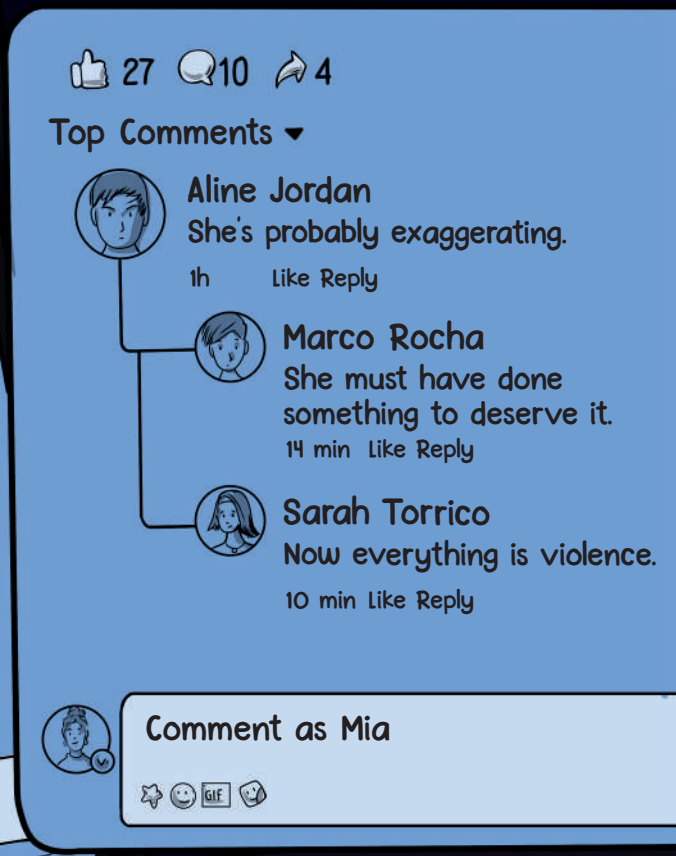 27 10 4
Top Comments
Aline Jordan
She's probably exaggerating.
1h Like Reply
Marco Rocha
She must have done
something to deserve it.
14 min Like Reply
Sarah Torrico
Now everything is violence.
10 min Like Reply
Comment as Mia
GIF